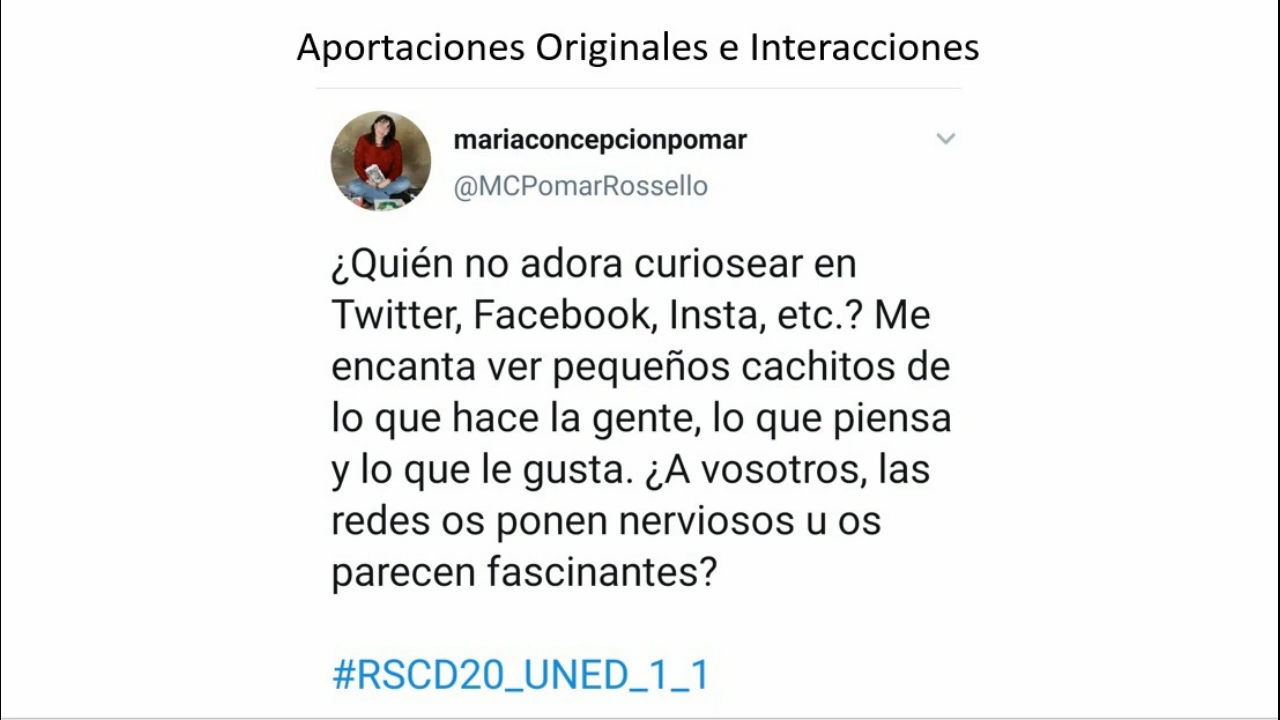 Aportaciones Originales e Interacciones
mariaconcepcionpomar
@MCPomarRossello
¿Quién no adora curiosear en
Twitter, Facebook, Insta, etc.? Me
encanta ver pequeños cachitos de
lo que hace la gente, lo que piensa
y lo que le gusta. ¿A vosotros, las
redes os ponen nerviosos u os
parecen fascinantes?
#RSCD20_UNED_1_1